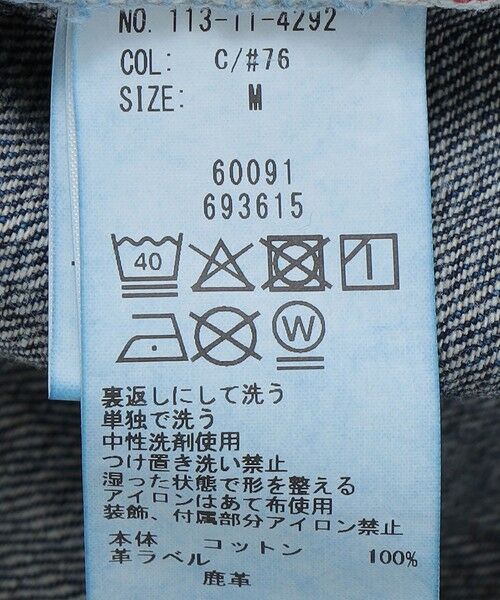 NO. 113-11-4292
COL: C/#76
SIZE: M
60091
693615
40
W
裏返しにして洗う
単独で洗う
中性洗剤使用
つけ置き洗い禁止
湿った状態で形を整える
アイロンはあて布使用
装飾、付属部分アイロン禁止
本体 コットン 100%
革ラベル
鹿革